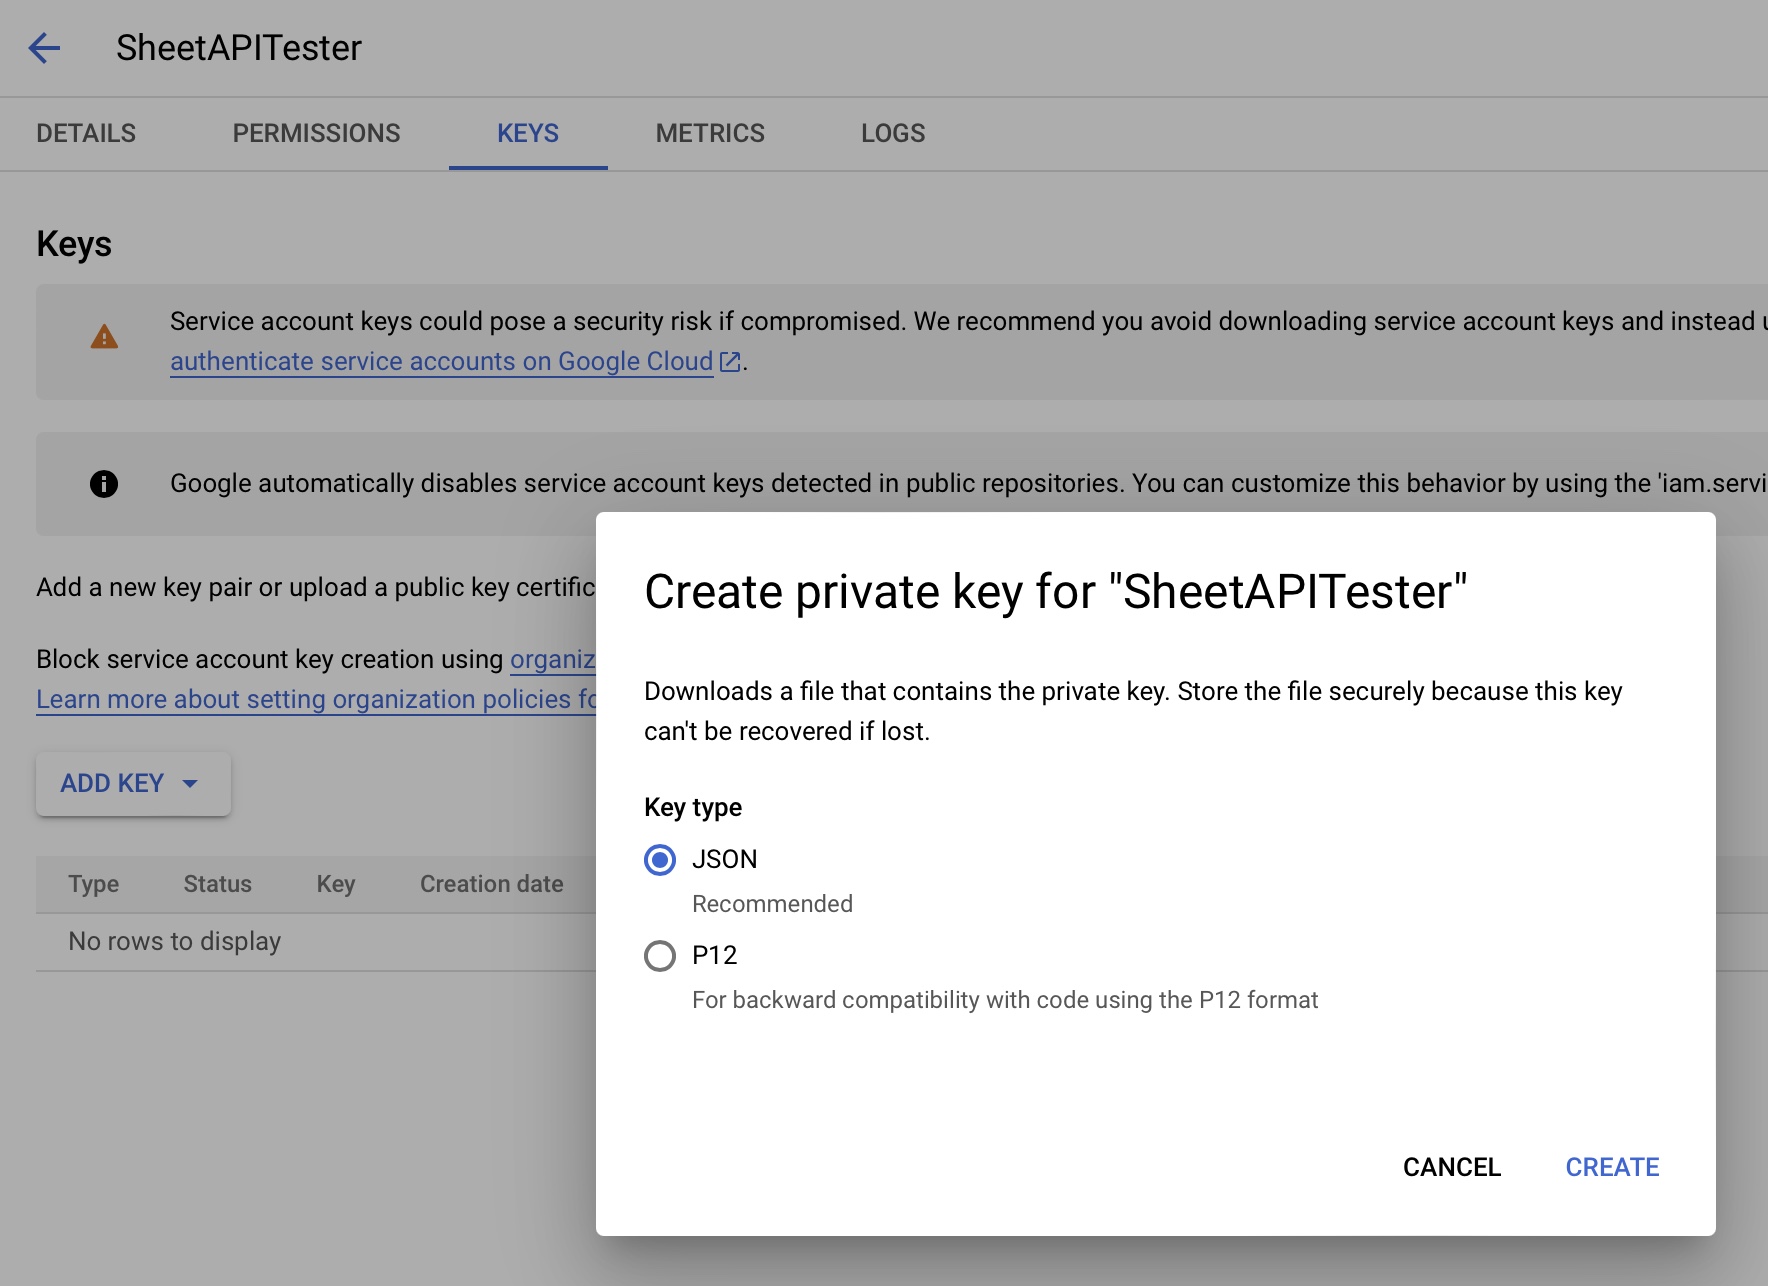 SheetAPITester
DETAILS PERMISSIONS KEYS METRICS LOGS
Keys
Service account keys could pose a security risk if compromised. We recommend you avoid downloading service account keys and instead
authenticate service accounts on Google Cloud.
Google automatically disables service account keys detected in public repositories. You can customize this behavior by using the 'iam.servi
Add a new key pair or upload a public key certific
Block service account key creation using organiz
Learn more about setting organization policies fo
ADD KEY
Type Status Key Creation date
No rows to display
Create private key for "SheetAPITester"
Downloads a file that contains the private key. Store the file securely because this key
can't be recovered if lost.
Key type
JSON
Recommended
P12
For backward compatibility with code using the P12 format
CANCEL CREATE